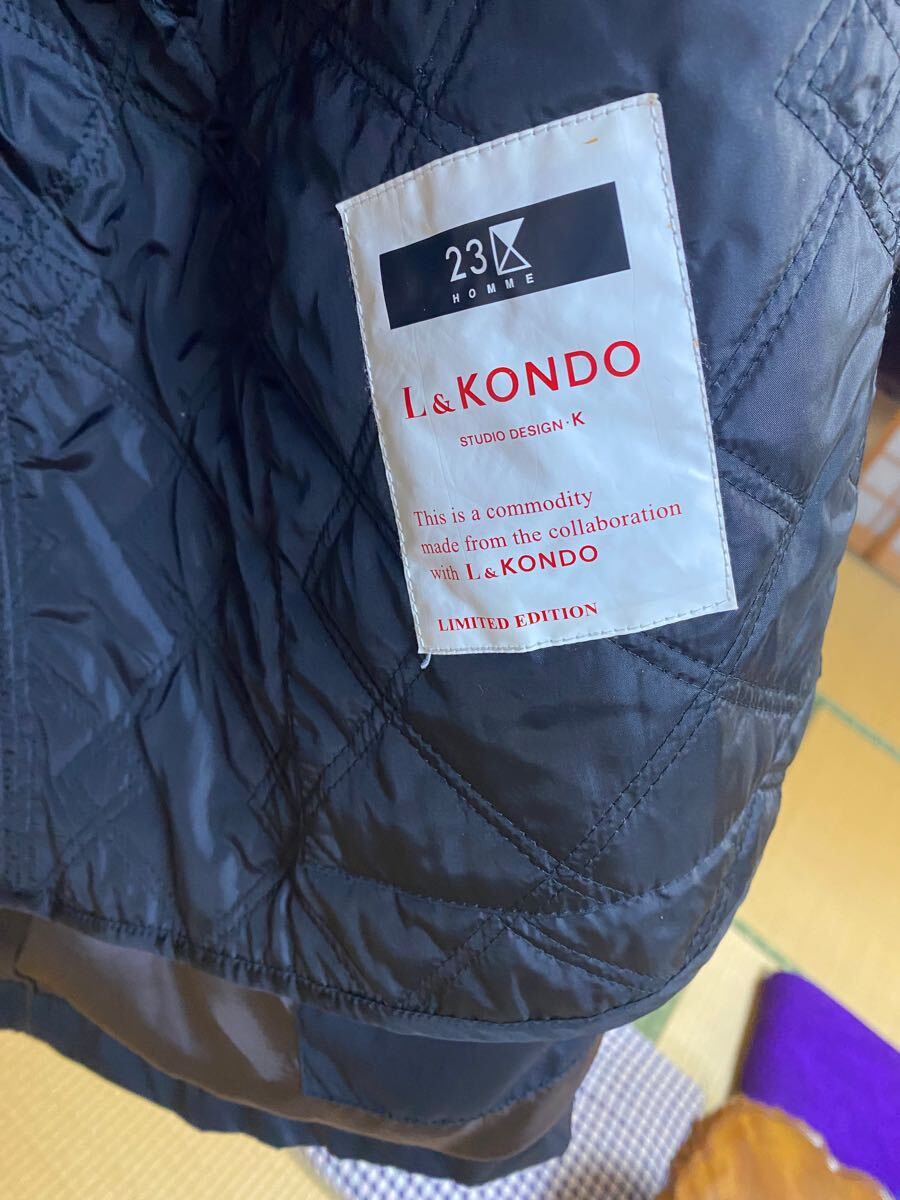 23K
HOMME
L & KONDO
STUDIO DESIGN · K
This is a commodity
made from the collaboration
with L & KONDO
LIMITED EDITION